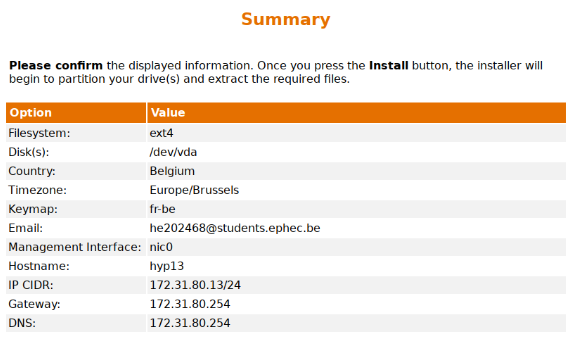 Summary
Please confirm the displayed information. Once you press the Install button, the installer will
begin to partition your drive(s) and extract the required files.
Option Value
Filesystem: ext4
Disk(s): /dev/vda
Country: Belgium
Timezone: Europe/Brussels
Keymap: fr-be
Email: he202468@students.ephec.be
Management Interface: nic0
Hostname: hyp13
IP CIDR: 172.31.80.13/24
Gateway: 172.31.80.254
DNS: 172.31.80.254